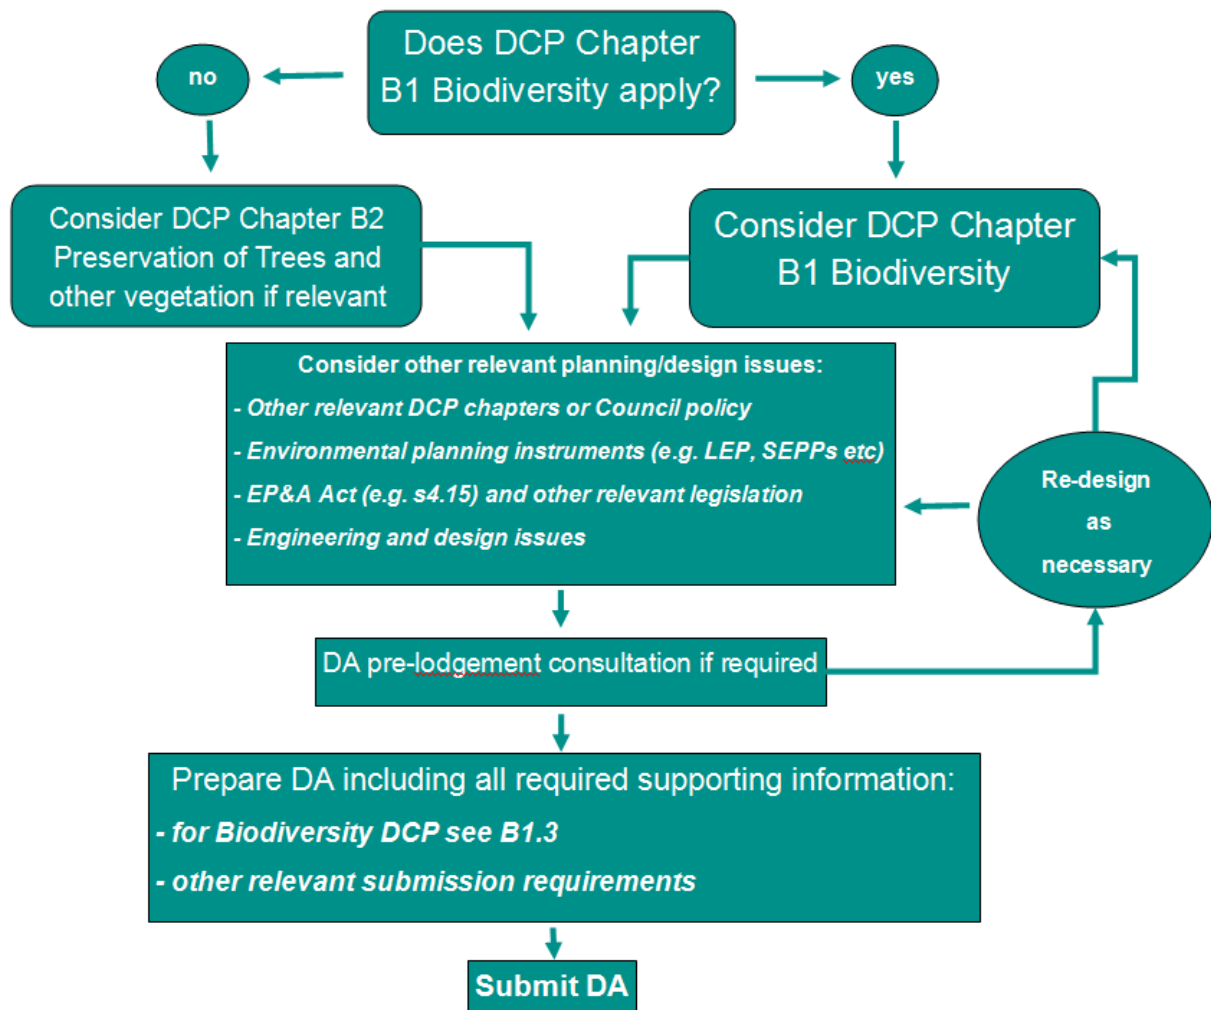 Does DCP Chapter
B1 Biodiversity apply?
no
yes
Consider DCP Chapter B2
Preservation of Trees and
other vegetation if relevant
Consider DCP Chapter
B1 Biodiversity
Consider other relevant planning/design issues:
- Other relevant DCP chapters or Council policy
- Environmental planning instruments (e.g. LEP, SEPPs etc)
- EP&A Act (e.g. s4.15) and other relevant legislation
- Engineering and design issues
Re-design
as
necessary
DA pre-lodgement consultation if required
Prepare DA including all required supporting information:
- for Biodiversity DCP see B1.3
- other relevant submission requirements
Submit DA